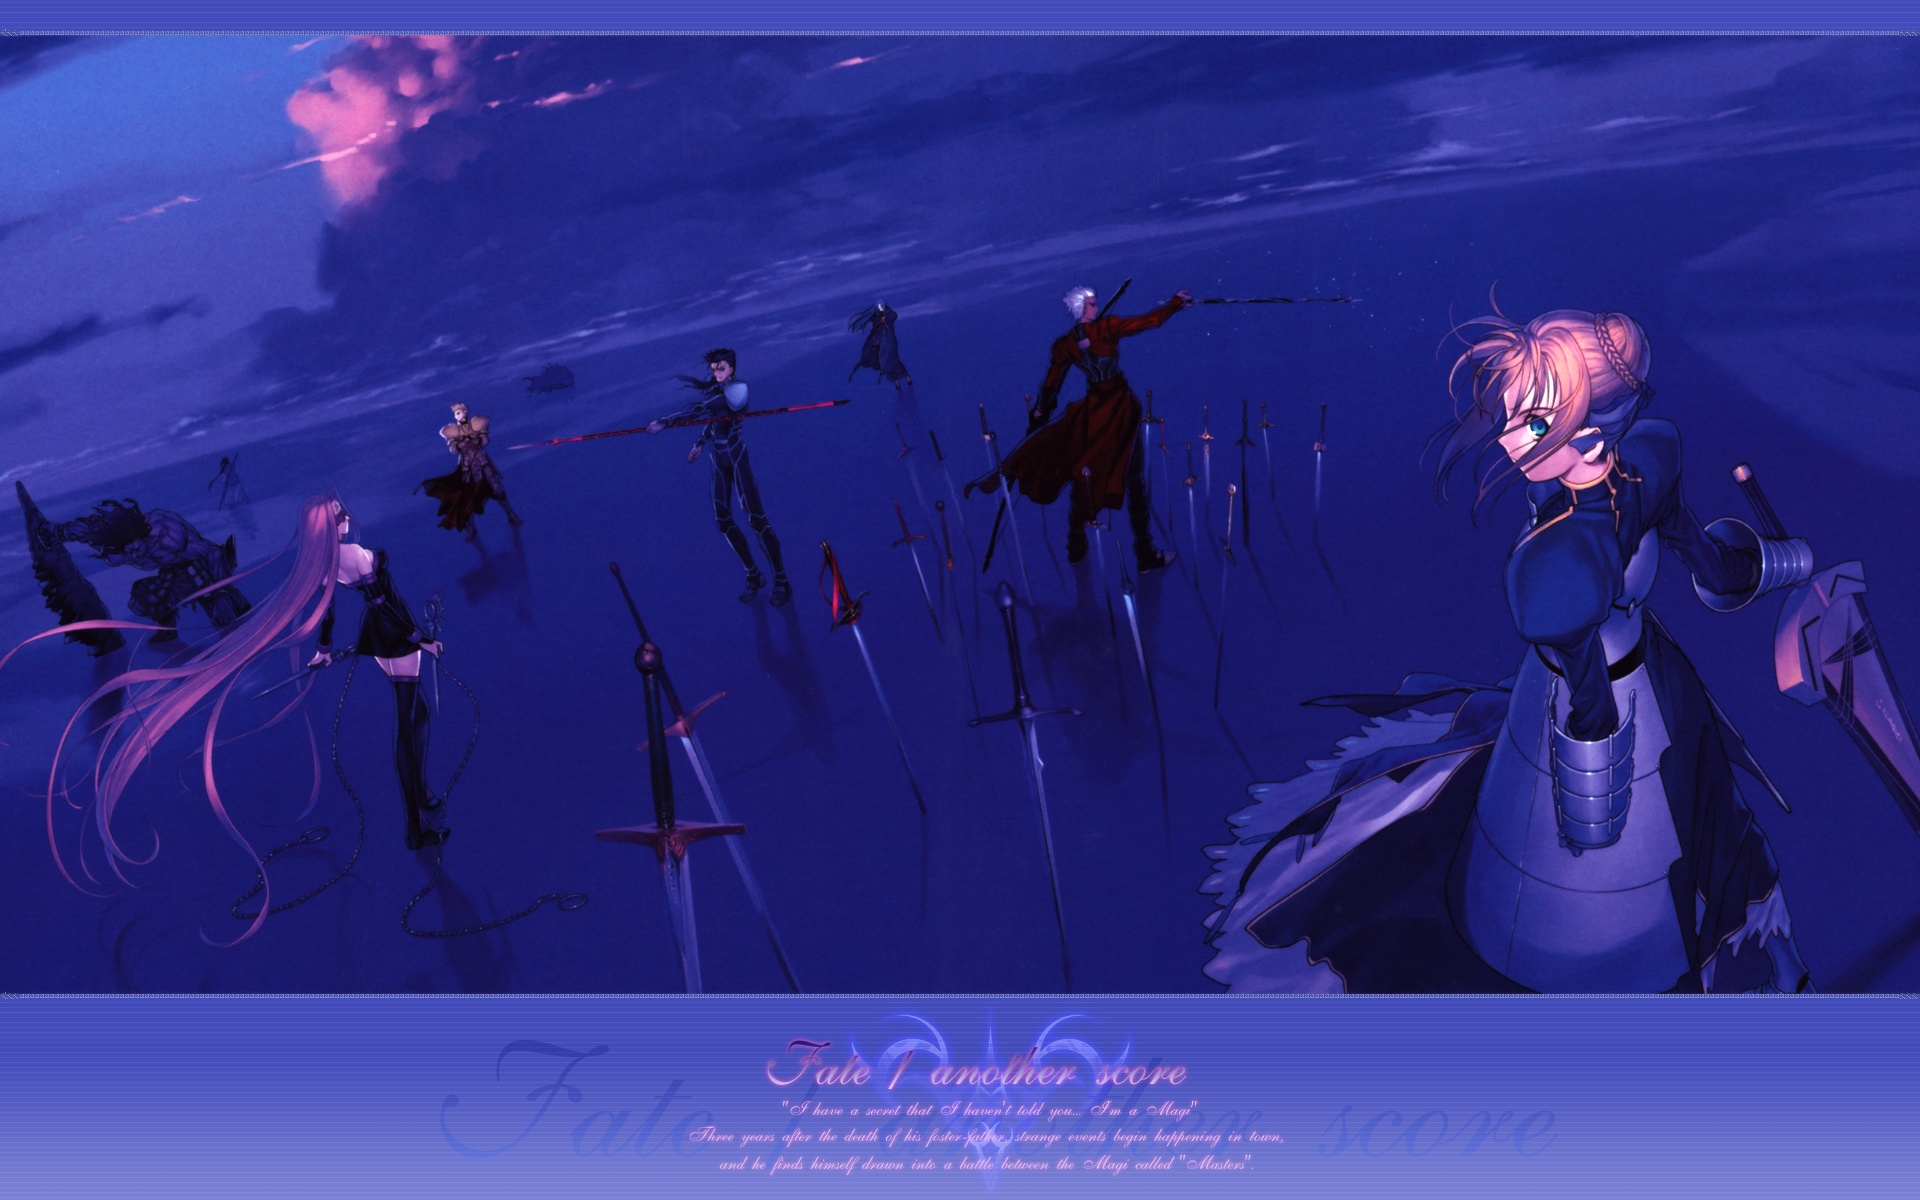 Fate / another score
"I have a secret that I haven't told you... I'm a Magi"
Three years after the death of his foster-father, strange events begin happening in town,
and he finds himself drawn into a battle between the Magi called "Masters".